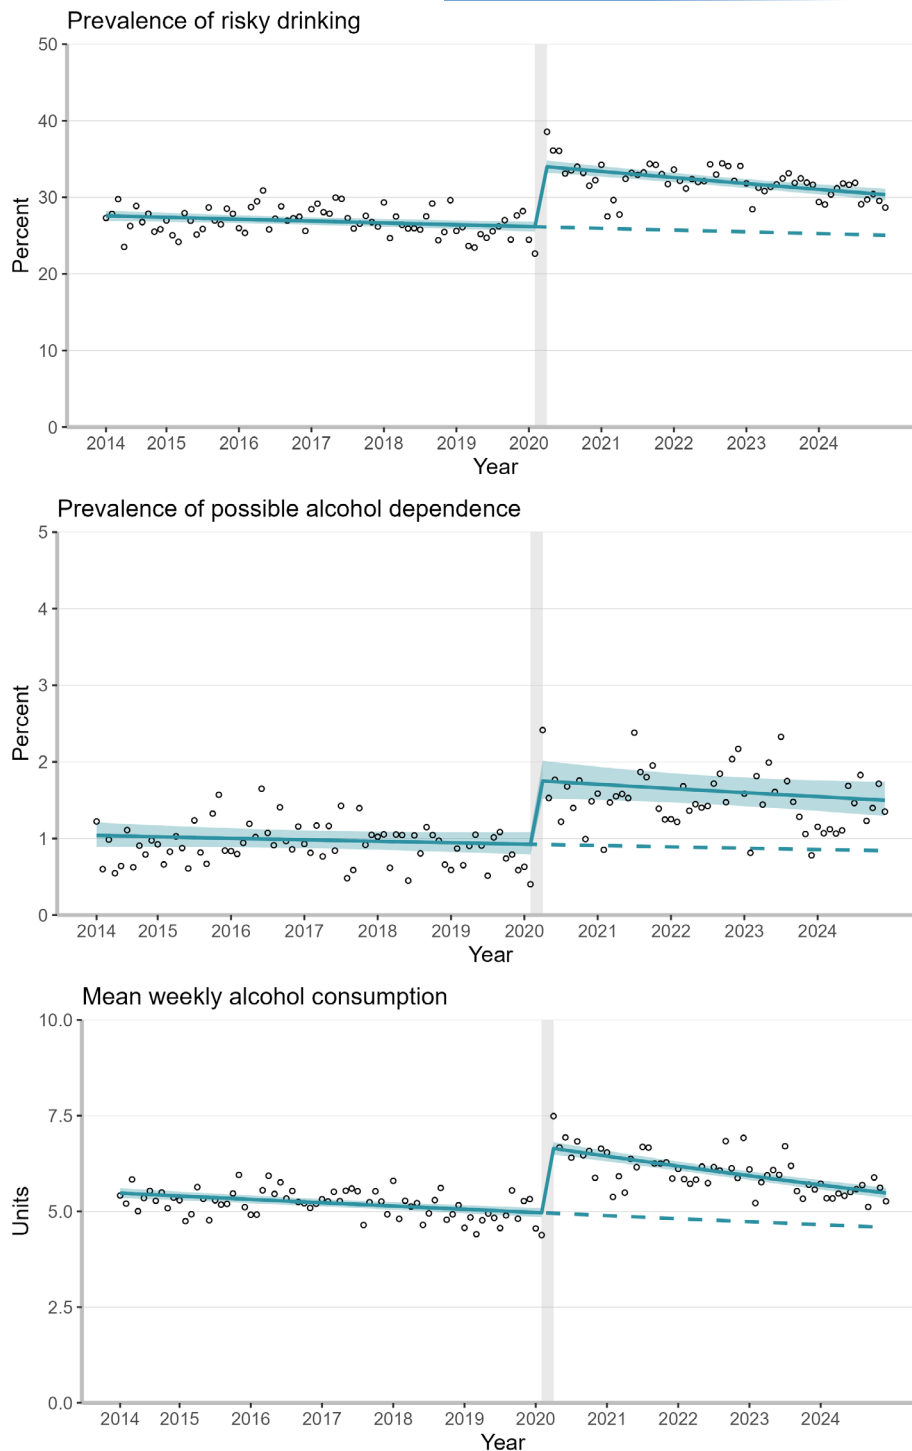 Prevalence of risky drinking
50
40
30
20
10
0
Percent
2014 2015 2016 2017 2018 2019 2020 2021 2022 2023 2024
Year
Prevalence of possible alcohol dependence
5
4
3
2
1
0
Percent
2014 2015 2016 2017 2018 2019 2020 2021 2022 2023 2024
Year
Mean weekly alcohol consumption
10.0
7.5
5.0
2.5
0.0
Units
2014 2015 2016 2017 2018 2019 2020 2021 2022 2023 2024
Year